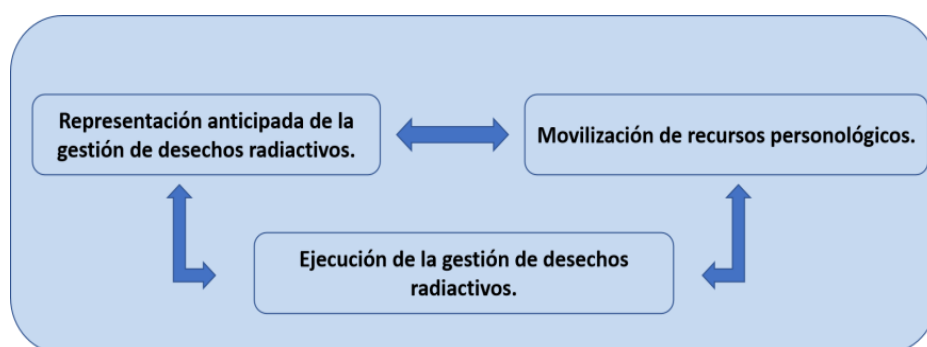 Representación anticipada de la
gestión de desechos radiactivos.
Movilización de recursos personológicos.
Ejecución de la gestión de desechos
radiactivos.